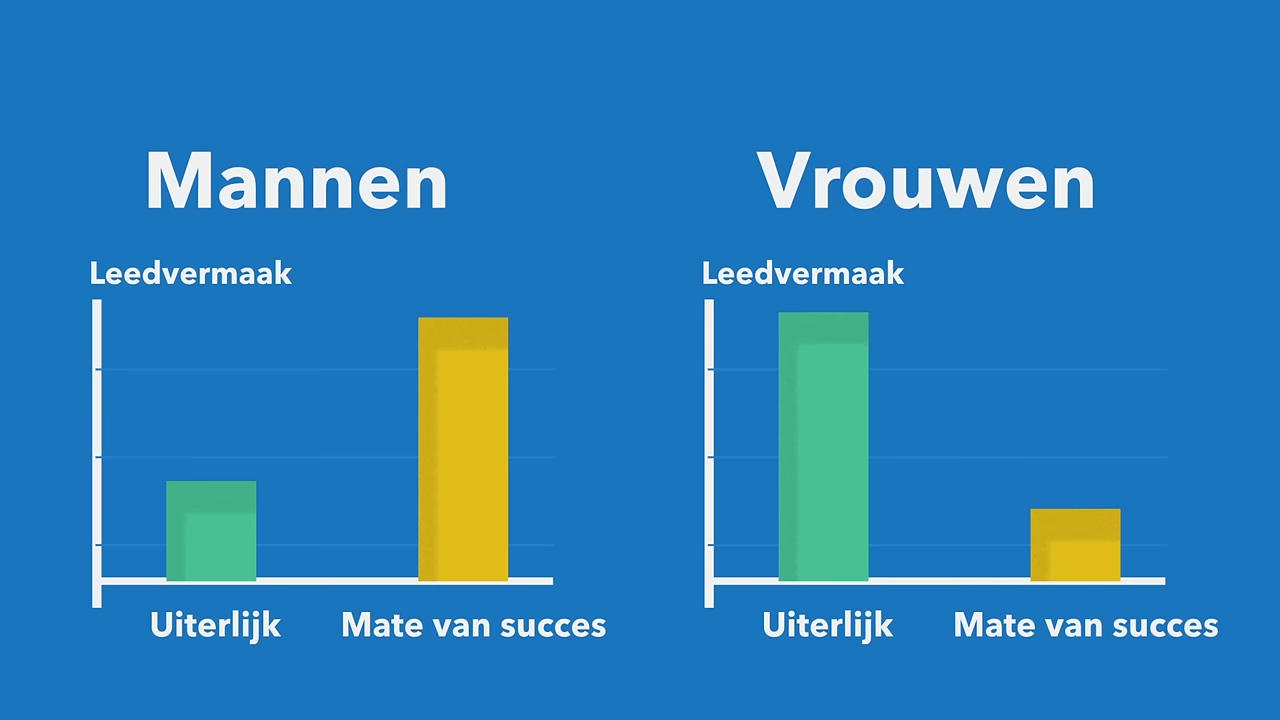 Mannen
Leedvermaak
Uiterlijk
Mate van succes
Vrouwen
Leedvermaak
Uiterlijk
Mate van succes